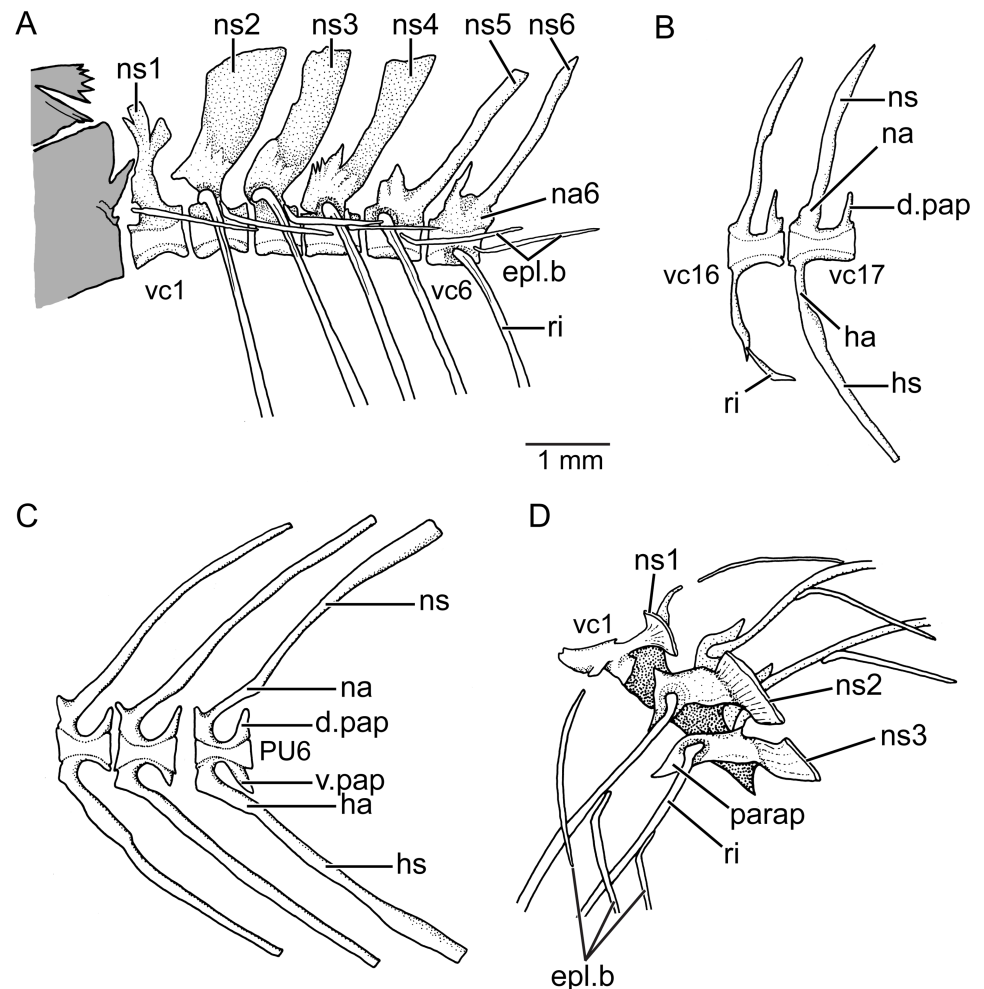 A
ns1
ns2
ns3
ns4
ns5
ns6
na6
epl.b
vc1
vc6
ri
1 mm
B
ns
na
d.pap
vc16
vc17
ha
ri
hs
C
ns
na
d.pap
PU6
v.pap
ha
hs
D
ns1
vc1
ns2
ns3
parap
ri
epl.b